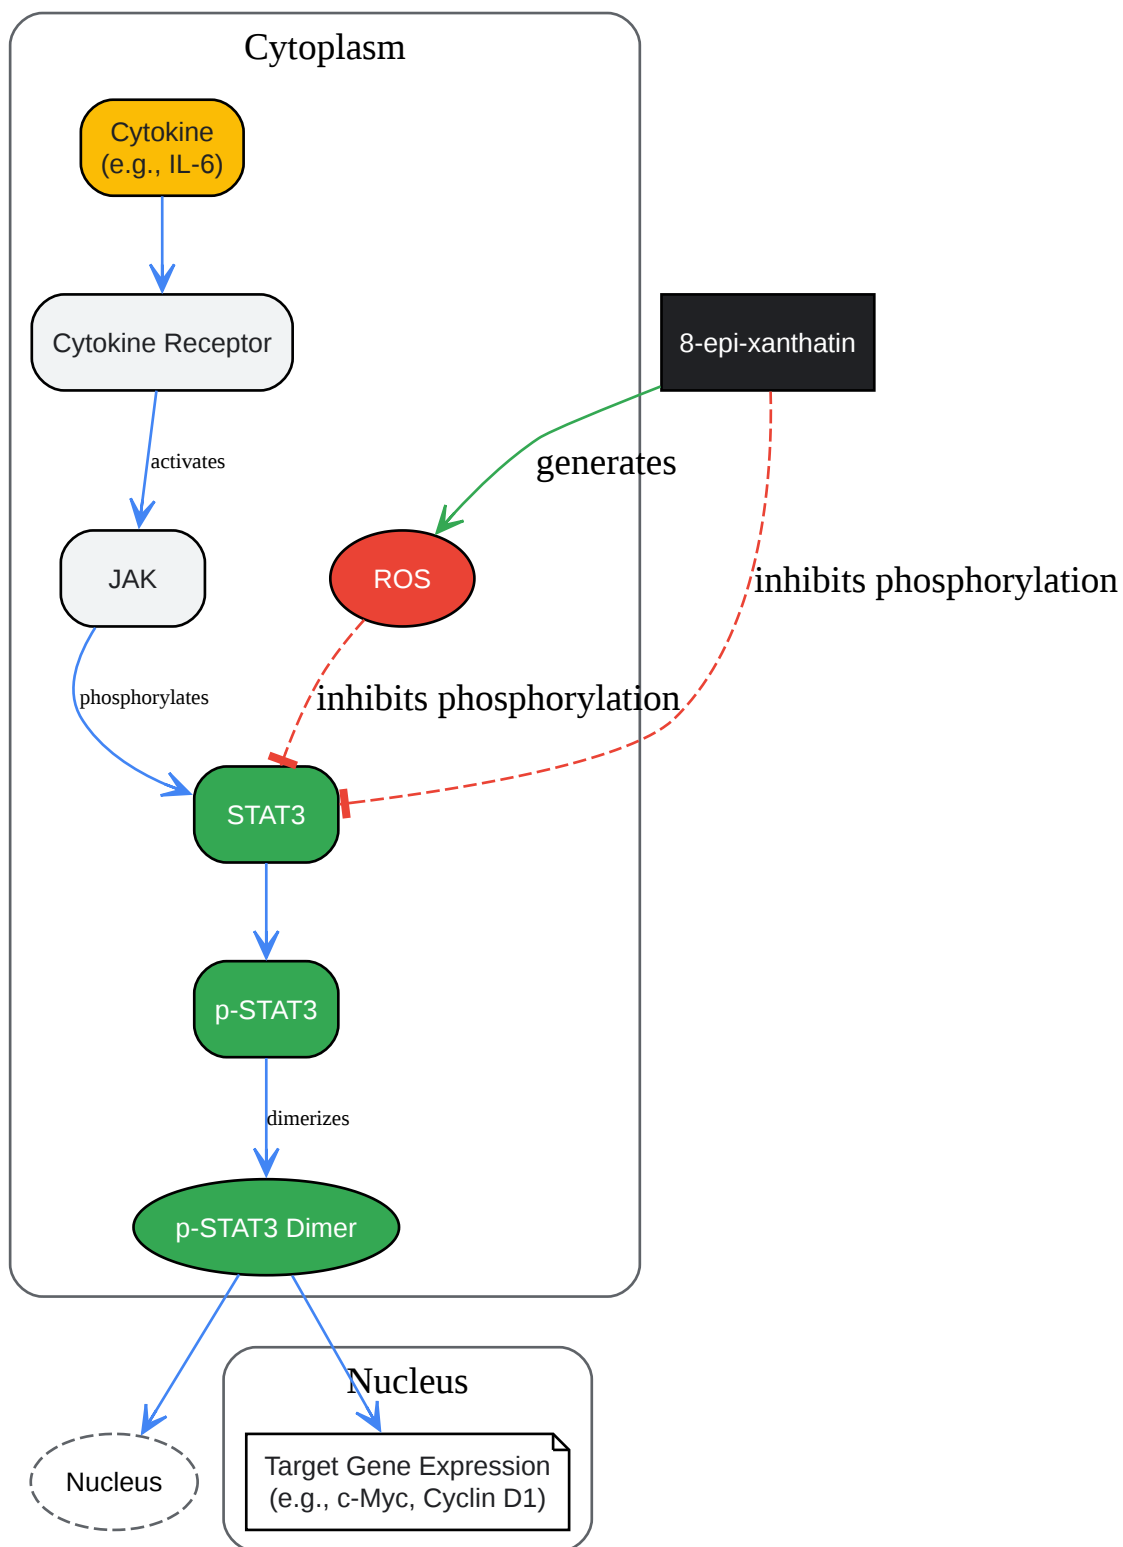 Cytoplasm
Cytokine
(e.g., IL-6)
Cytokine Receptor
8-epi-xanthatin
activates
generates
JAK
ROS
inhibits phosphorylation
phosphorylates
inhibits phosphorylation
STAT3
p-STAT3
dimerizes
p-STAT3 Dimer
Nucleus
Nucleus
Target Gene Expression
(e.g., c-Myc, Cyclin D1)